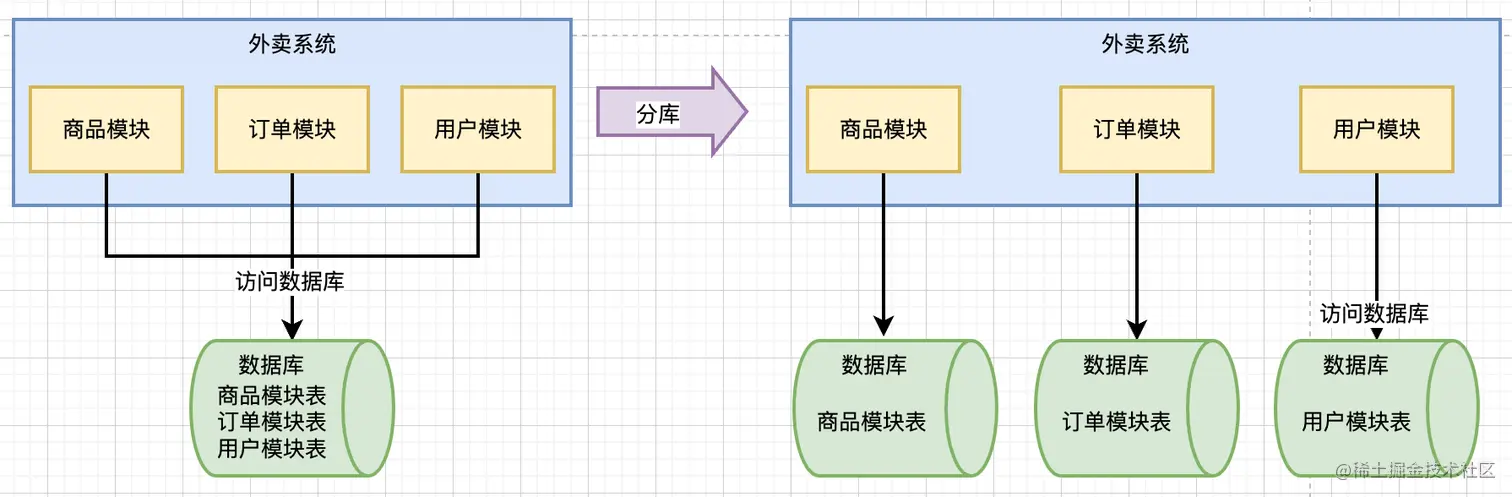 外卖系统
商品模块
订单模块
用户模块
访问数据库
数据库
商品模块表
订单模块表
用户模块表
分库
外卖系统
商品模块
订单模块
用户模块
访问数据库
数据库
商品模块表
数据库
订单模块表
数据库
用户模块表
@稀土掘金技术社区